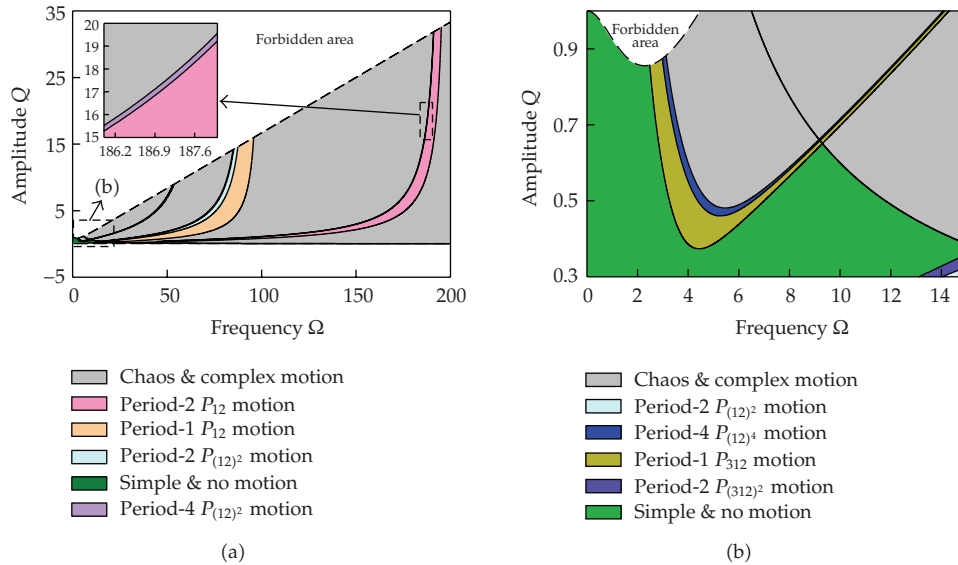 35
25
15
5
−5
Amplitude Q
20
19
18
17
16
15
186.2 186.9 187.6
Forbidden area
(b)
0 50 100 150 200
Frequency Ω
Chaos & complex motion
Period-2 P12 motion
Period-1 P12 motion
Period-2 P(12)2 motion
Simple & no motion
Period-4 P(12)2 motion
(a)
0.9
0.7
0.5
0.3
Amplitude Q
Forbidden
area
0 2 4 6 8 10 12 14
Frequency Ω
Chaos & complex motion
Period-2 P(12)2 motion
Period-4 P(12)4 motion
Period-1 P312 motion
Period-2 P(312)2 motion
Simple & no motion
(b)